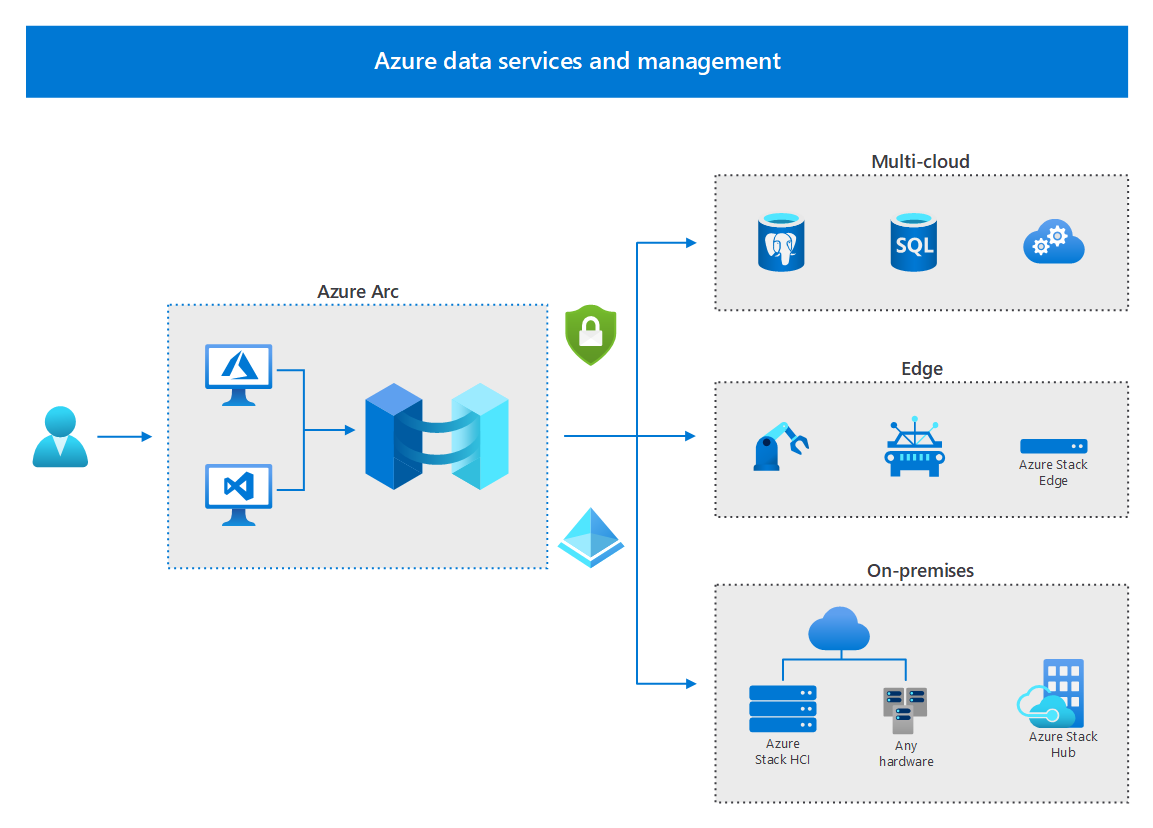 Azure data services and management
Multi-cloud
SQL
Azure Arc
Edge
Azure Stack
Edge
On-premises
Azure
Stack HCI
Any
hardware
Azure Stack
Hub